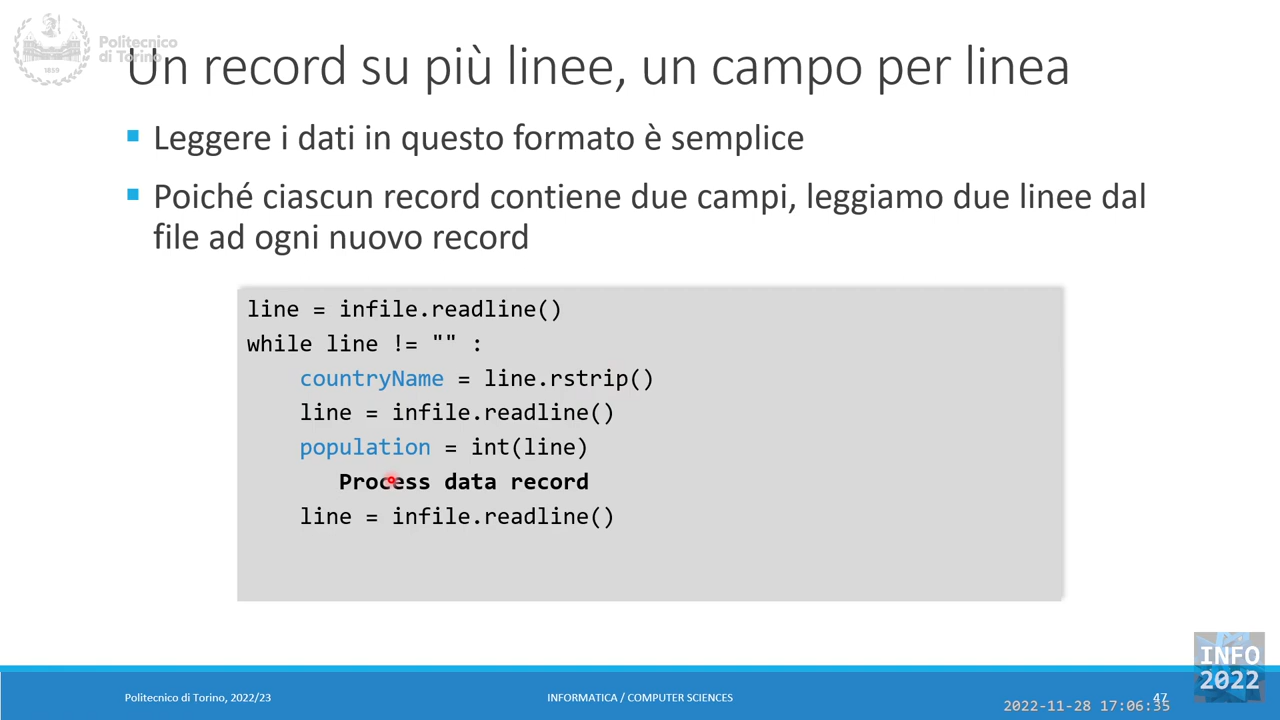 Politecnico
di Torino
1859
Un record su più linee, un campo per linea
Leggere i dati in questo formato è semplice
Poiché ciascun record contiene due campi, leggiamo due linee dal
file ad ogni nuovo record
line = infile.readline()
while line != "" :
    countryName = line.rstrip()
    line = infile.readline()
    population = int(line)
       Process data record
    line = infile.readline()
Politecnico di Torino, 2022/23
INFORMATICA / COMPUTER SCIENCES
47
INFO
2022
2022-11-28 17:06:35